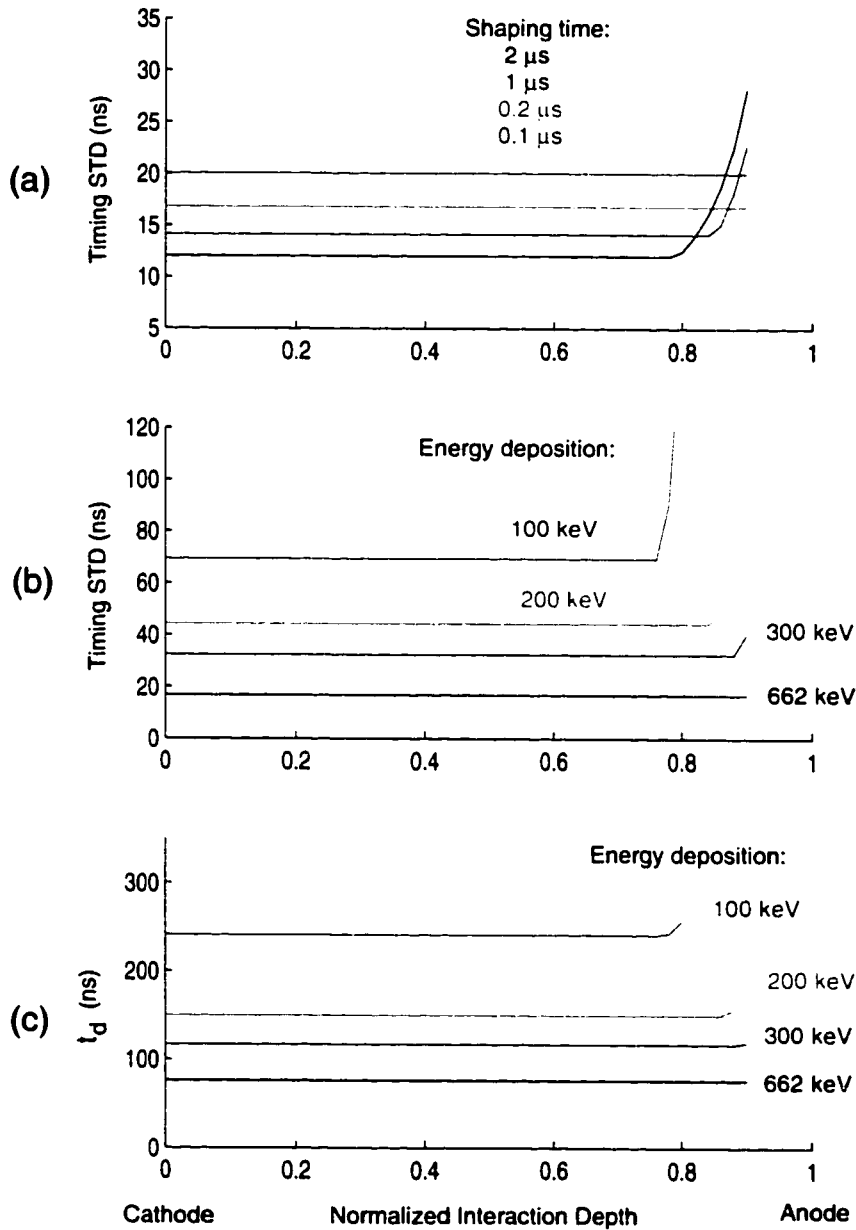 (a)
Timing STD (ns)
35
30
25
20
15
10
5
Shaping time:
2 µs
1 µs
0.2 µs
0.1 µs
0 0.2 0.4 0.6 0.8 1
(b)
Timing STD (ns)
120
100
80
60
40
20
0
Energy deposition:
100 keV
200 keV
300 keV
662 keV
0 0.2 0.4 0.6 0.8 1
(c)
t_d (ns)
300
200
100
0
Energy deposition:
100 keV
200 keV
300 keV
662 keV
0 0.2 0.4 0.6 0.8 1
Cathode Normalized Interaction Depth Anode